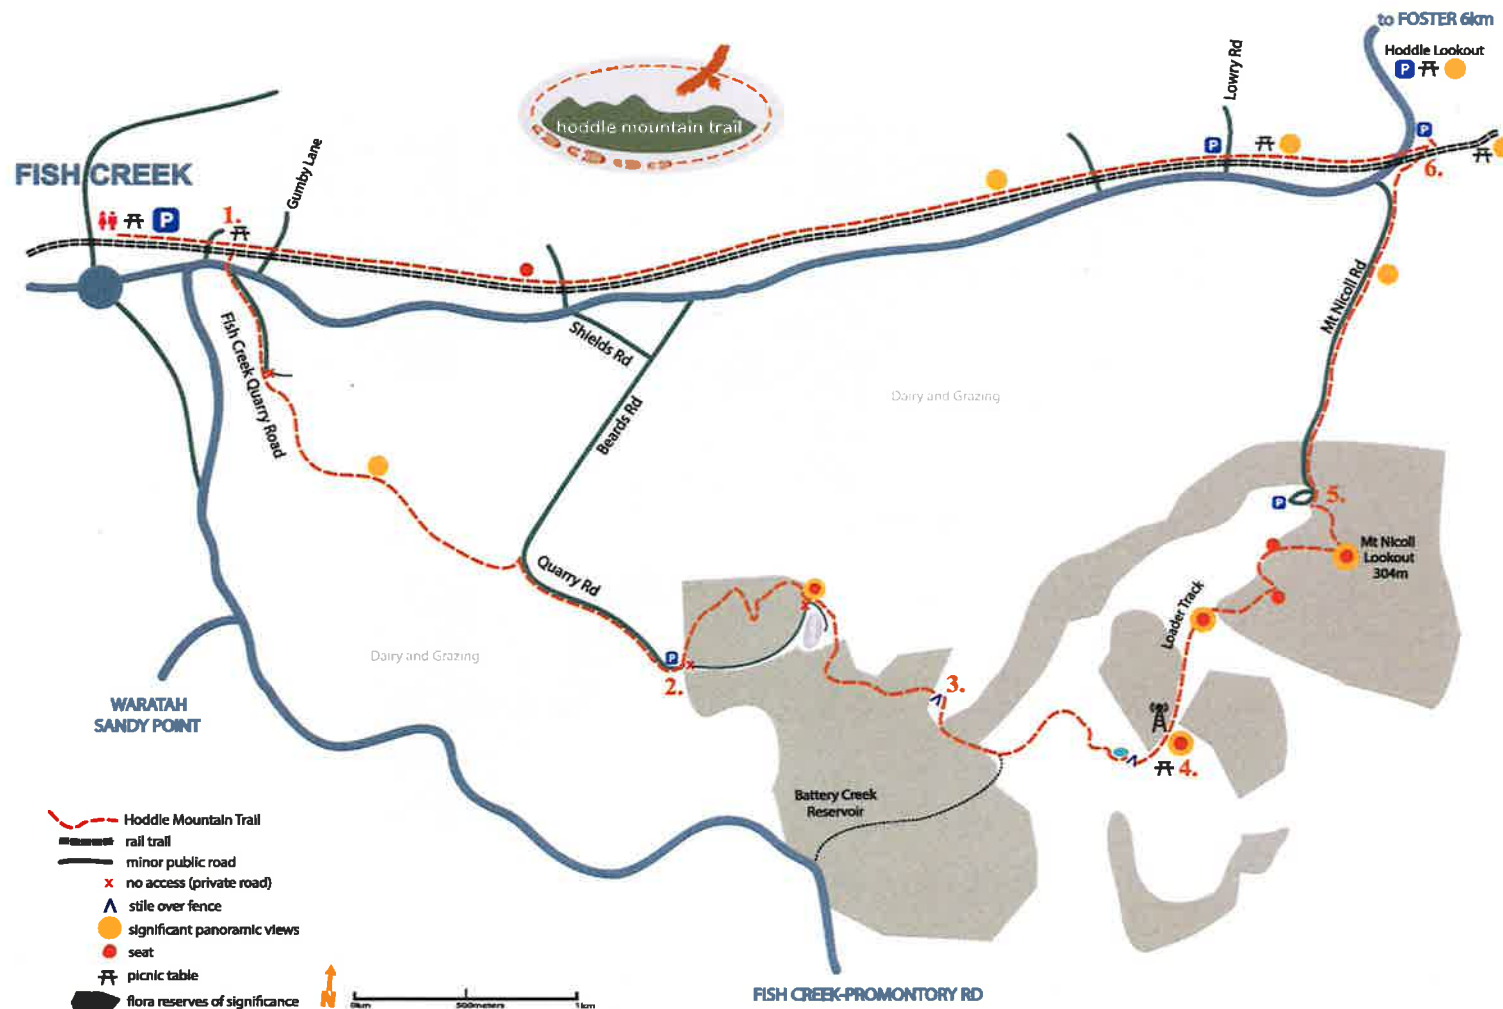 to FOSTER 6km
Hoddle Lookout
P
Lowry Rd
hoddle mountain trail
P
P
6.
FISH CREEK
Gumby Lane
P
1.
Mt Nicoll Rd
Fish Creek Quarry Road
Shields Rd
Beards Rd
Dairy and Grazing
P
5.
Mt Nicoll
Lookout
304m
Quarry Rd
Loader Track
Dairy and Grazing
P
2.
3.
WARATAH
SANDY POINT
4.
Battery Creek
Reservoir
Hoddle Mountain Trail
rail trail
minor public road
x no access (private road)
stile over fence
significant panoramic views
seat
picnic table
flora reserves of significance
N
0km 500meters 1km
FISH CREEK-PROMONTORY RD